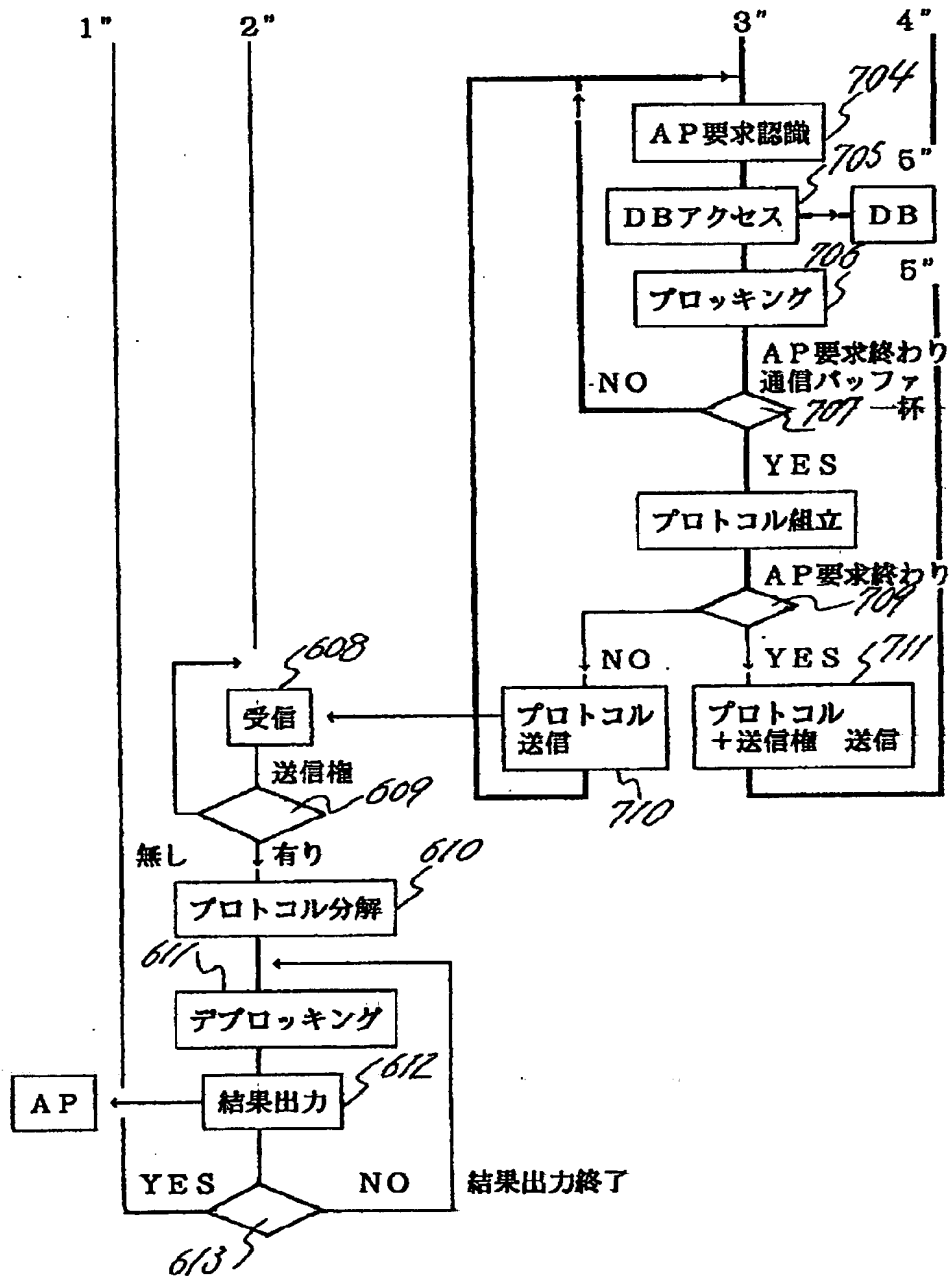 1" 2" 3" 4"
704
AP要求認識
705 5"
DBアクセス DB
706
5"
ブロッキング
AP要求終わり
NO 通信バッファ
707 一杯
YES
プロトコル組立
AP要求終わり
709
608
NO YES 711
受信
プロトコル
送信
プロトコル
+送信権 送信
送信権
609
710
無し 有り
610
プロトコル分解
611
デブロッキング
612
AP 結果出力
YES NO 結果出力終了
613